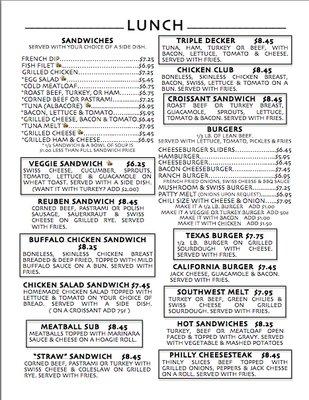 LUNCH
SANDWICHES
SERVED WITH YOUR CHOICE OF A SIDE DISH.
FRENCH DIP $7.25
FISH FILET $6.95
GRILLED CHICKEN $7.25
*EGG SALAD $5.45
*COLD MEATLOAF $6.75
*ROAST BEEF, TURKEY, OR HAM $6.75
*CORNED BEEF OR PASTRAMI $7.25
*TUNA (ALBACORE) $6.95
*BACON, LETTUCE, & TOMATO $6.75
*GRILLED CHEESE, BACON & TOMATO $6.45
*TUNA MELT $7.25
*GRILLED CHEESE $5.45
*GRILLED HAM & CHEESE $6.95
* ½ SANDWICH & A BOWL OF SOUP IS
$1.00 LESS THAN FULL SANDWICH PRICE
VEGGIE SANDWICH $6.25
SWISS CHEESE, CUCUMBER, SPROUTS,
TOMATO, LETTUCE & GUACAMOLE ON
WHEAT TOAST. SERVED WITH A SIDE DISH.
(WANT IT WITH TURKEY? ADD $2.00)
REUBEN SANDWICH $8.45
CORNED BEEF, PASTRAMI OR POLISH
SAUSAGE, SAUERKRAUT & SWISS
CHEESE ON GRILLED RYE. SERVED
WITH FRIES.
BUFFALO CHICKEN SANDWICH
$8.25
BONELESS, SKINLESS CHICKEN BREAST
BREADED & DEEP FRIED, TOPPED WITH MILD
BUFFALO SAUCE ON A BUN. SERVED WITH
FRIES.
CHICKEN SALAD SANDWICH $7.45
HOMEMADE CHICKEN SALAD TOPPED WITH
LETTUCE & TOMATO ON YOUR CHOICE OF
BREAD. SERVED WITH A SIDE DISH.
( ON A CROISSANT ADD 75¢ )
MEATBALL SUB $8.45
MEATBALLS TOPPED WITH MARINARA
SAUCE & CHEESE ON A HOAGIE ROLL.
"STRAW" SANDWICH $8.45
CORNED BEEF, PASTRAMI OR TURKEY WITH
SWISS CHEESE & COLESLAW ON GRILLED
RYE. SERVED WITH FRIES.
TRIPLE DECKER $8.45
TUNA, HAM, TURKEY OR BEEF, WITH
BACON, LETTUCE, TOMATO & CHEESE.
SERVED WITH FRIES.
CHICKEN CLUB $8.45
BONELESS, SKINLESS CHICKEN BREAST,
BACON, SWISS, LETTUCE & TOMATO ON A
BUN. SERVED WITH FRIES.
CROISSANT SANDWICH $8.45
ROAST BEEF OR TURKEY BREAST,
GUACAMOLE, SPROUTS, LETTUCE,
TOMATO & BACON. SERVED WITH FRIES.
BURGERS
⅓ LB. OF LEAN BEEF.
SERVED WITH LETTUCE, TOMATO, PICKLES & FRIES
CHEESEBURGER SLIDERS $6.45
HAMBURGER $5.95
CHEESEBURGER $6.45
BACON CHEESEBURGER $7.45
RANCH BURGER $6.95
MUSHROOM & SWISS BURGER $7.25
PATTY MELT (ONIONS UPON REQUEST) $6.95
CHILI SIZE WITH CHEESE & ONION $7.95
MAKE IT A ½ LB. BURGER ADD
MAKE IT A VEGGIE OR TURKEY BURGER ADD
MAKE IT WITH BACON ADD
MAKE IT WITH CHICKEN ADD
TEXAS BURGER $7.75
1/2 LB. BURGER ON GRILLED
SOURDOUGH WITH CHEESE.
SERVED WITH FRIES.
CALIFORNIA BURGER $7.45
JACK CHEESE, GUACAMOLE & BACON.
SERVED WITH FRIES.
SOUTHWEST MELT $7.95
TURKEY OR BEEF, GREEN CHILIES &
SWISS CHEESE ON GRILLED
SOURDOUGH. SERVED WITH FRIES.
HOT SANDWICHES $8.25
TURKEY, BEEF OR MEATLOAF OPEN
FACED & TOPPED WITH GRAVY. SERVED
WITH VEGETABLE & MASHED POTATOES
PHILLY CHEESESTEAK $8.45
THINLY SLICED BEEF TOPPED WITH
GRILLED ONIONS, PEPPERS & JACK CHEESE
ON A ROLL. SERVED WITH FRIES.